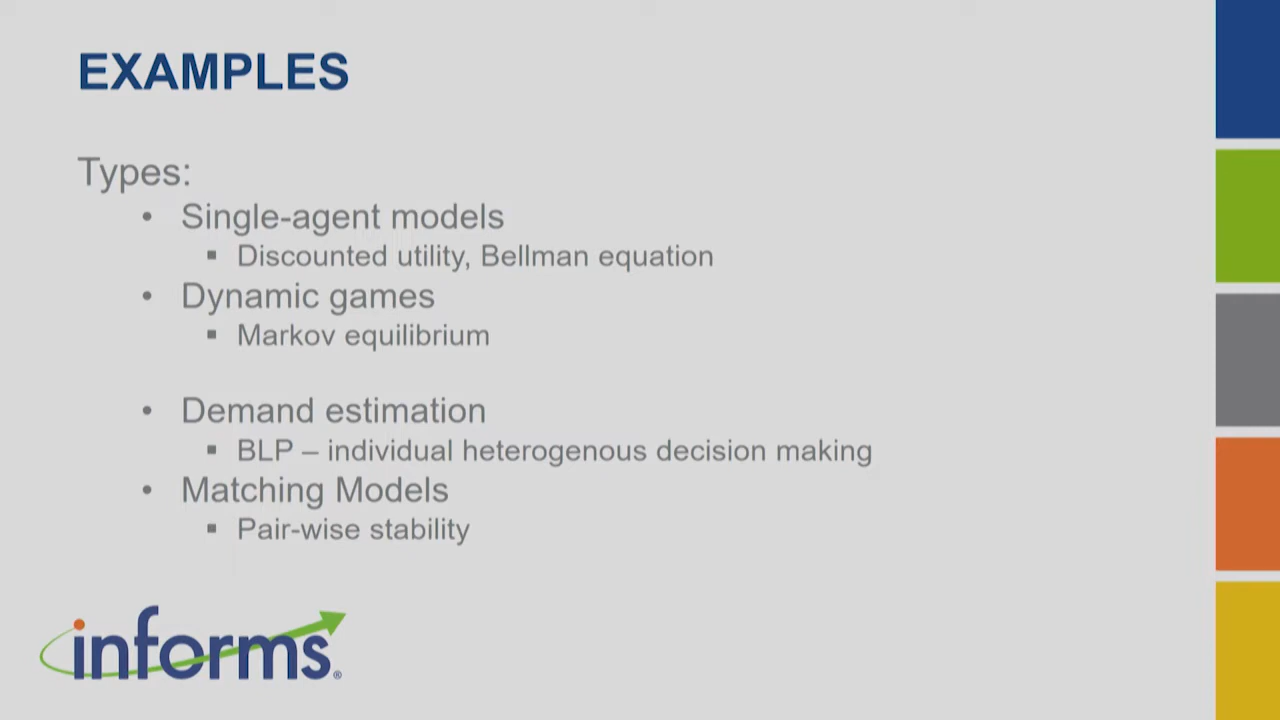 EXAMPLES
Types:
• Single-agent models
▪ Discounted utility, Bellman equation
• Dynamic games
▪ Markov equilibrium
• Demand estimation
▪ BLP – individual heterogenous decision making
• Matching Models
▪ Pair-wise stability
informs®